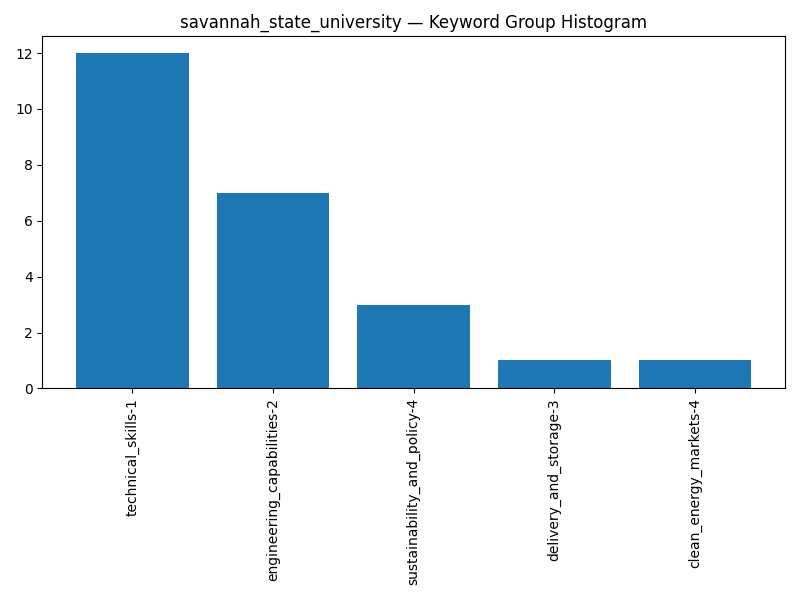 savannah_state_university — Keyword Group Histogram
12
10
8
6
4
2
0
technical_skills-1
engineering_capabilities-2
sustainability_and_policy-4
delivery_and_storage-3
clean_energy_markets-4